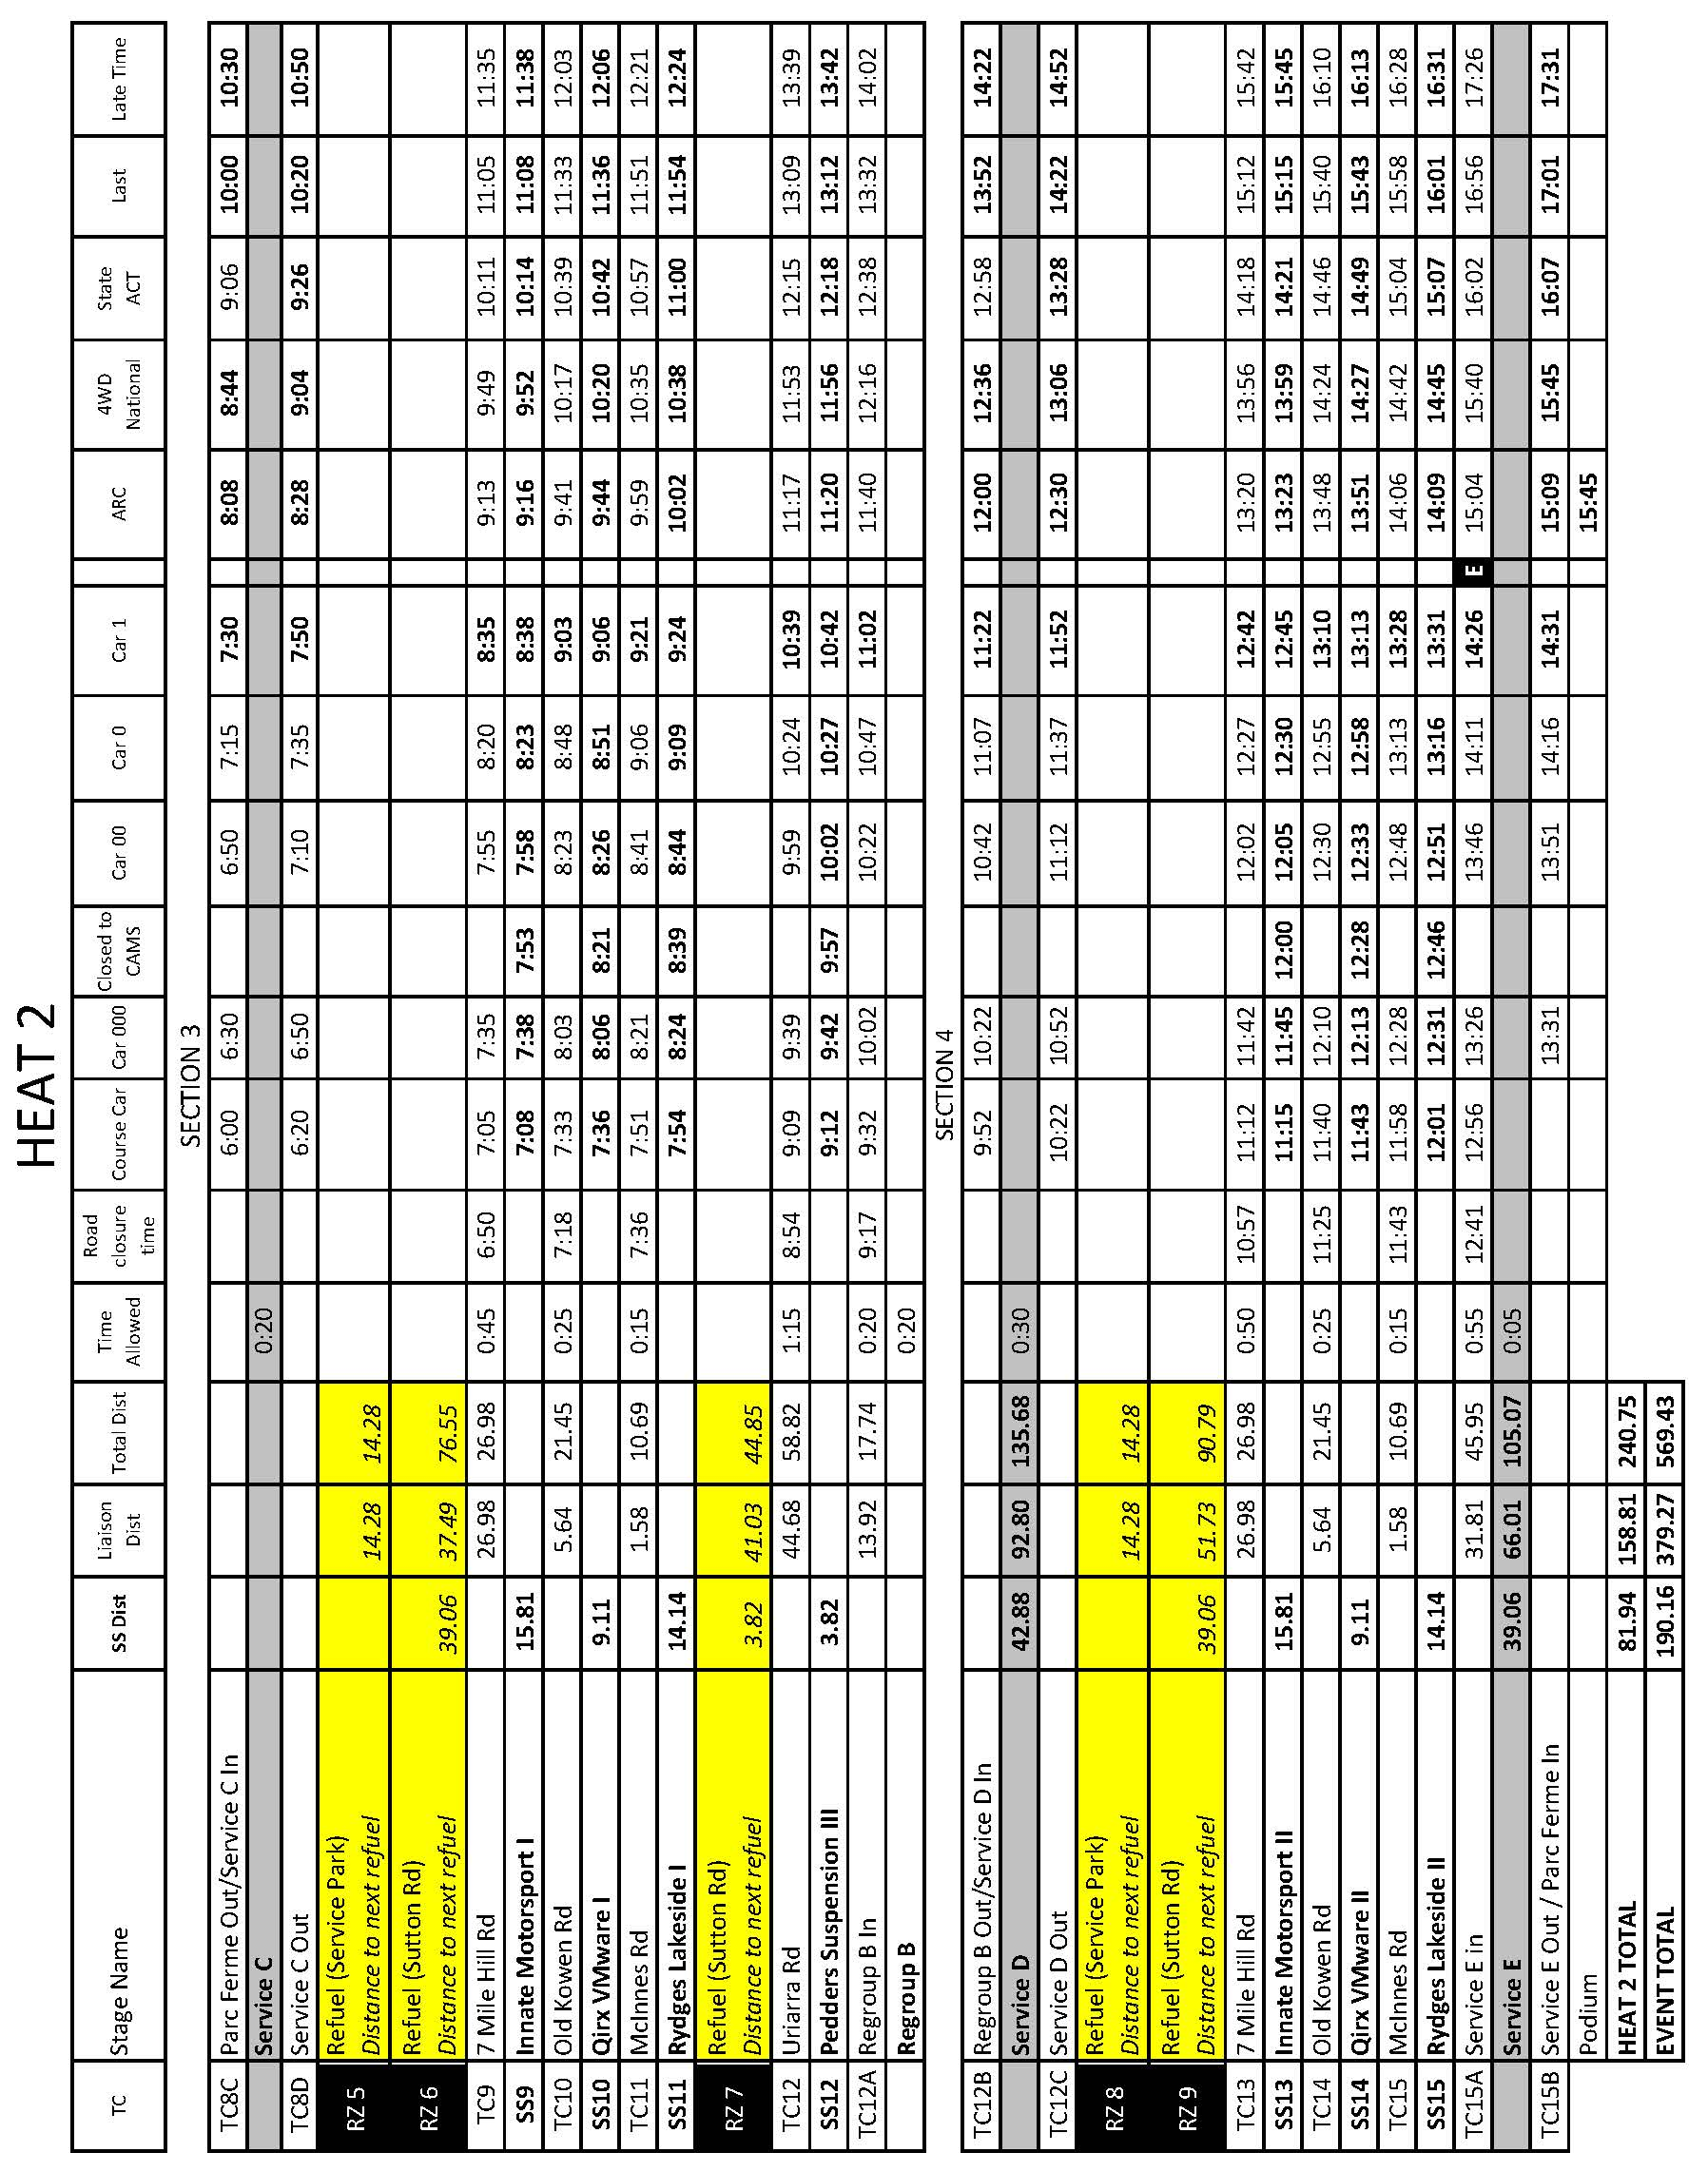 HEAT 2
TC Stage Name SS Dist Liaison Dist Total Dist Time Allowed Road closure time Course Car Car 000 Closed to CAMS Car 00 Car 0 Car 1 ARC 4WD National State ACT Last Late Time
SECTION 3
TC8C Parc Ferme Out/Service C In 6:00 6:30 6:50 7:15 7:30 8:08 8:44 9:06 10:00 10:30
Service C 0:20
TC8D Service C Out 6:20 6:50 7:10 7:35 7:50 8:28 9:04 9:26 10:20 10:50
RZ 5 Refuel (Service Park)
Distance to next refuel 14.28 14.28
RZ 6 Refuel (Sutton Rd)
Distance to next refuel 39.06 37.49 76.55
TC9 7 Mile Hill Rd 26.98 26.98 0:45 6:50 7:05 7:35 7:55 8:20 8:35 9:13 9:49 10:11 11:05 11:35
SS9 Innate Motorsport I 15.81 7:08 7:38 7:53 7:58 8:23 8:38 9:16 9:52 10:14 11:08 11:38
TC10 Old Kowen Rd 5.64 21.45 0:25 7:18 7:33 8:03 8:23 8:48 9:03 9:41 10:17 10:39 11:33 12:03
SS10 Qirx VMware I 9.11 7:36 8:06 8:21 8:26 8:51 9:06 9:44 10:20 10:42 11:36 12:06
TC11 McInnes Rd 1.58 10.69 0:15 7:36 7:51 8:21 8:41 9:06 9:21 9:59 10:35 10:57 11:51 12:21
SS11 Rydges Lakeside I 14.14 7:54 8:24 8:39 8:44 9:09 9:24 10:02 10:38 11:00 11:54 12:24
RZ 7 Refuel (Sutton Rd)
Distance to next refuel 3.82 41.03 44.85
TC12 Uriarra Rd 44.68 58.82 1:15 8:54 9:09 9:39 9:59 10:24 10:39 11:17 11:53 12:15 13:09 13:39
SS12 Pedders Suspension III 3.82 9:12 9:42 9:57 10:02 10:27 10:42 11:20 11:56 12:18 13:12 13:42
TC12A Regroup B In 13.92 17.74 0:20 9:17 9:32 10:02 10:22 10:47 11:02 11:40 12:16 12:38 13:32 14:02
Regroup B 0:20
SECTION 4
TC12B Regroup B Out/Service D In 9:52 10:22 10:42 11:07 11:22 12:00 12:36 12:58 13:52 14:22
Service D 42.88 92.80 135.68 0:30
TC12C Service D Out 10:22 10:52 11:12 11:37 11:52 12:30 13:06 13:28 14:22 14:52
RZ 8 Refuel (Service Park)
Distance to next refuel 14.28 14.28
RZ 9 Refuel (Sutton Rd)
Distance to next refuel 39.06 51.73 90.79
TC13 7 Mile Hill Rd 26.98 26.98 0:50 10:57 11:12 11:42 12:02 12:27 12:42 13:20 13:56 14:18 15:12 15:42
SS13 Innate Motorsport II 15.81 11:15 11:45 12:00 12:05 12:30 12:45 13:23 13:59 14:21 15:15 15:45
TC14 Old Kowen Rd 5.64 21.45 0:25 11:25 11:40 12:10 12:30 12:55 13:10 13:48 14:24 14:46 15:40 16:10
SS14 Qirx VMware II 9.11 11:43 12:13 12:28 12:33 12:58 13:13 13:51 14:27 14:49 15:43 16:13
TC15 McInnes Rd 1.58 10.69 0:15 11:43 11:58 12:28 12:48 13:13 13:28 14:06 14:42 15:04 15:58 16:28
SS15 Rydges Lakeside II 14.14 12:01 12:31 12:46 12:51 13:16 13:31 14:09 14:45 15:07 16:01 16:31
TC15A Service E in 31.81 45.95 0:55 12:41 12:56 13:26 13:46 14:11 14:26 E 15:04 15:40 16:02 16:56 17:26
Service E 39.06 66.01 105.07 0:05
TC15B Service E Out / Parc Ferme In 13:31 13:51 14:16 14:31 15:09 15:45 16:07 17:01 17:31
Podium 15:45
HEAT 2 TOTAL 81.94 158.81 240.75
EVENT TOTAL 190.16 379.27 569.43